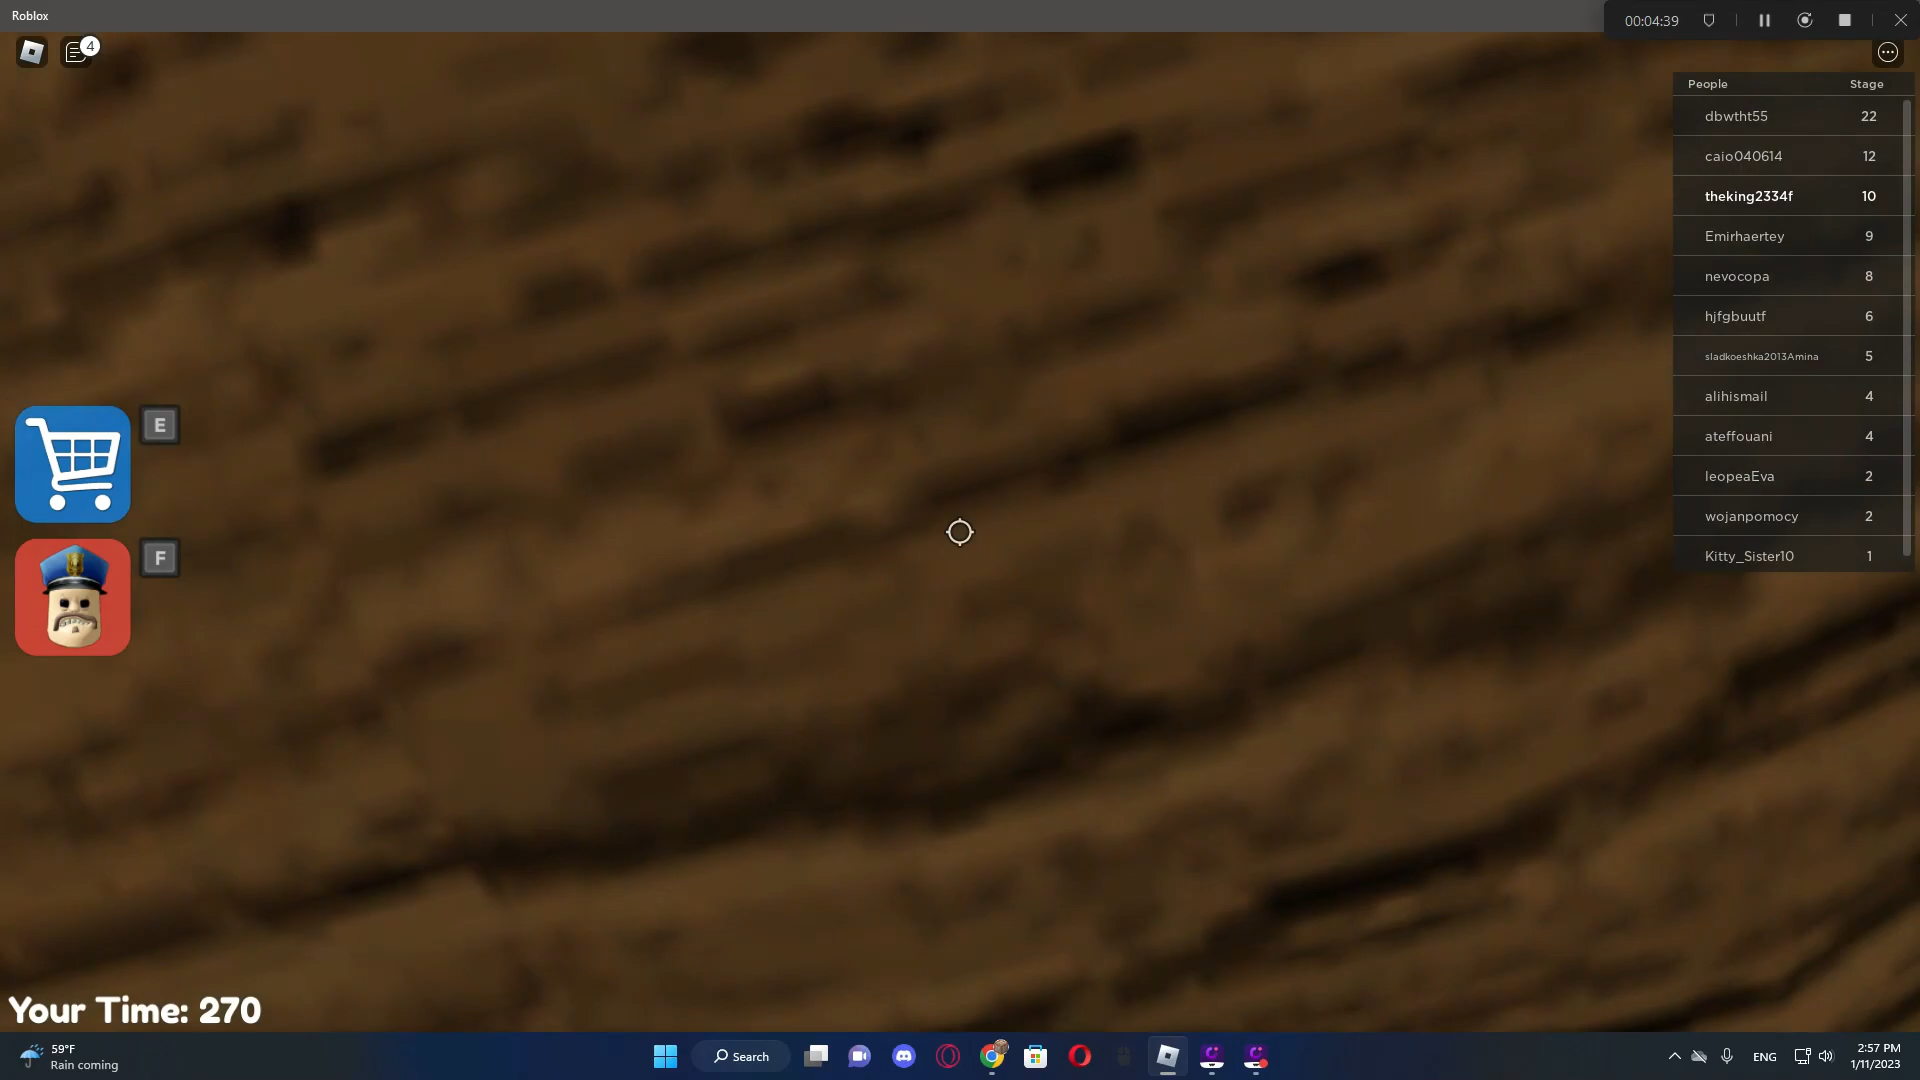 Roblox
00:04:39
4
People Stage
dbwtht55 22
caio040614 12
theking2334f 10
Emirhaertey 9
nevocopa 8
hjfgbuutf 6
sladkoeshka2013Amina 5
alihismail 4
ateffouani 4
leopeaEva 2
wojanpomocy 2
Kitty_Sister10 1
E
F
Your Time: 270
59°F
Rain coming
Search
ENG
2:57 PM
1/11/2023